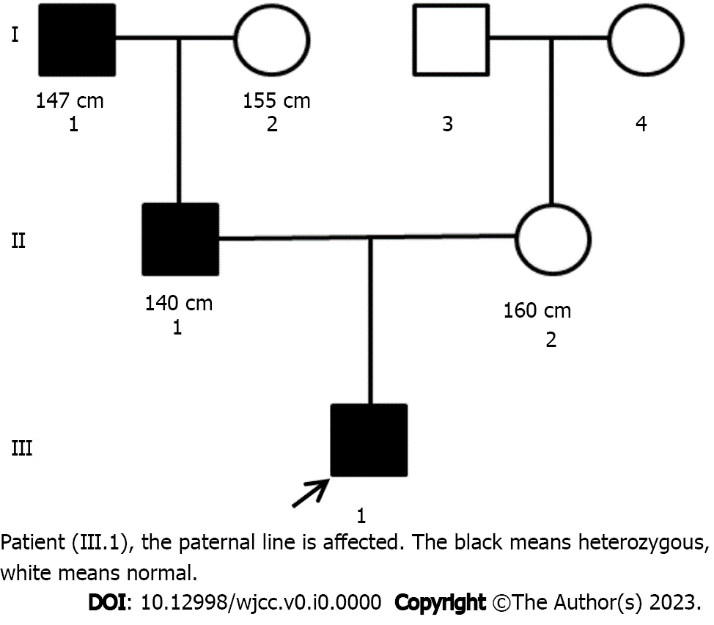 I
147 cm
1
155 cm
2
3
4
II
140 cm
1
160 cm
2
III
1
Patient (III.1), the paternal line is affected. The black means heterozygous,
white means normal.
DOI: 10.12998/wjcc.v0.i0.0000 Copyright ©The Author(s) 2023.